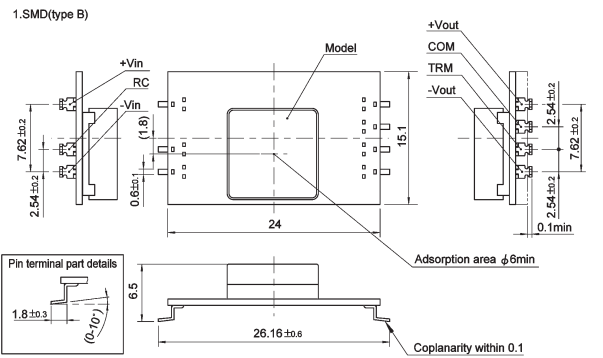 1.SMD(type B)
+Vin
RC
-Vin
7.62±0.2
2.54±0.2
(1.8)
0.6±0.1
Model
15.1
24
+Vout
COM
TRM
-Vout
2.54±0.2
7.62±0.2
2.54±0.2
0.1min
Adsorption area ϕ6min
Pin terminal part details
1.8±0.3
(0-10°)
6.5
26.16±0.6
Coplanarity within 0.1